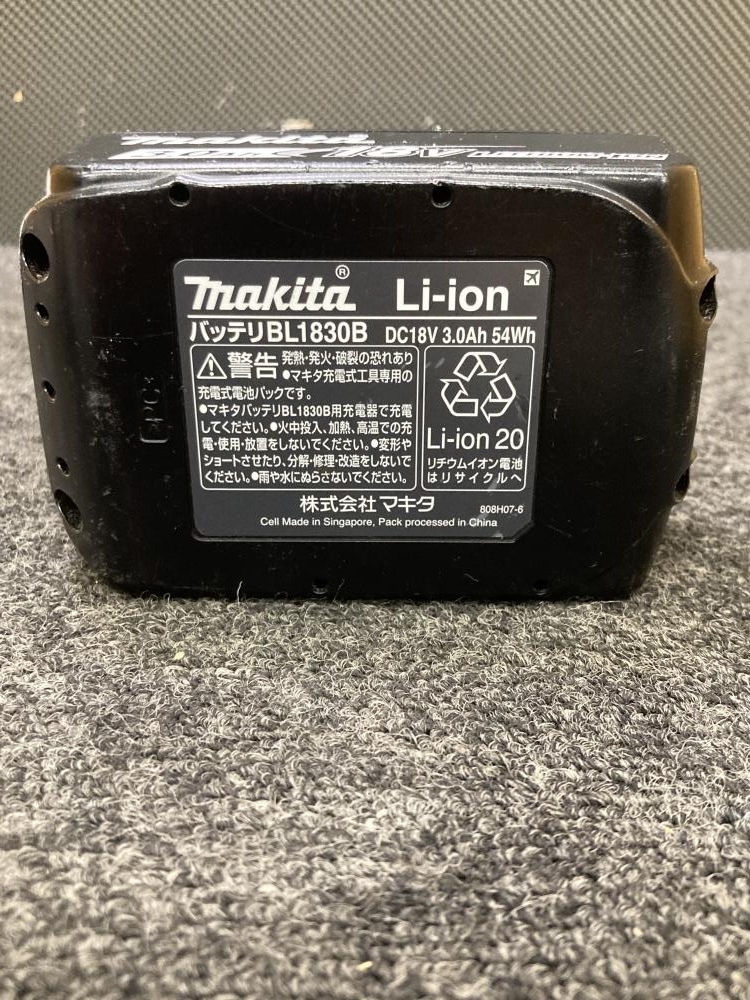 makita
18V
makita® Li-ion
バッテリBL1830B DC18V 3.0Ah 54Wh
警告 発熱・発火・破裂の恐れあり
●マキタ充電式工具専用の
充電式電池パックです。
●マキタバッテリBL1830B用充電器で充電
してください。●火中投入、加熱、高温での充
電・使用・放置をしないでください。●変形や
ショートさせたり、分解・修理・改造をしないで
ください。●雨や水にぬらさないでください。
Li-ion 20
リチウムイオン電池
はリサイクルへ
株式会社マキタ
808H07-6
Cell Made in Singapore, Pack processed in China